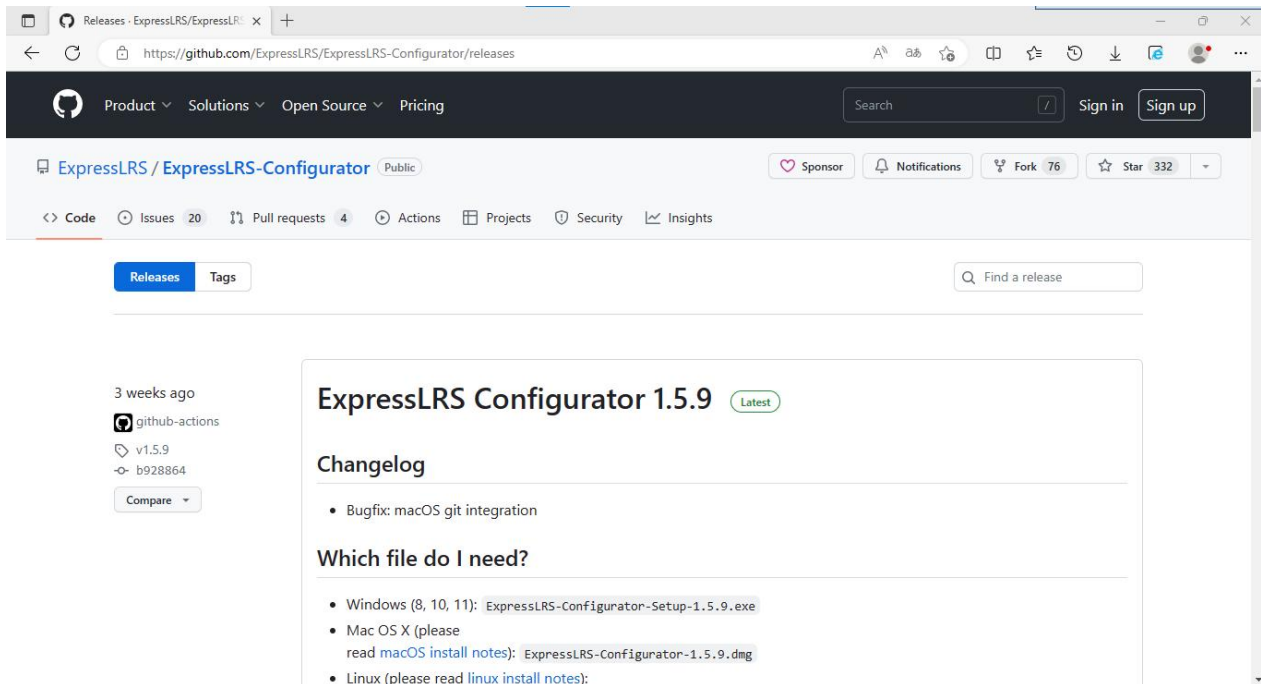 Releases · ExpressLRS/ExpressLRS
https://github.com/ExpressLRS/ExpressLRS-Configurator/releases
Product Solutions Open Source Pricing Search / Sign in Sign up
ExpressLRS / ExpressLRS-Configurator Public Sponsor Notifications Fork 76 Star 332
Code Issues 20 Pull requests 4 Actions Projects Security Insights
Releases Tags Find a release
3 weeks ago
github-actions
v1.5.9
b928864
Compare
ExpressLRS Configurator 1.5.9 Latest
Changelog
• Bugfix: macOS git integration
Which file do I need?
• Windows (8, 10, 11): ExpressLRS-Configurator-Setup-1.5.9.exe
• Mac OS X (please
read macOS install notes): ExpressLRS-Configurator-1.5.9.dmg
• Linux (please read linux install notes):